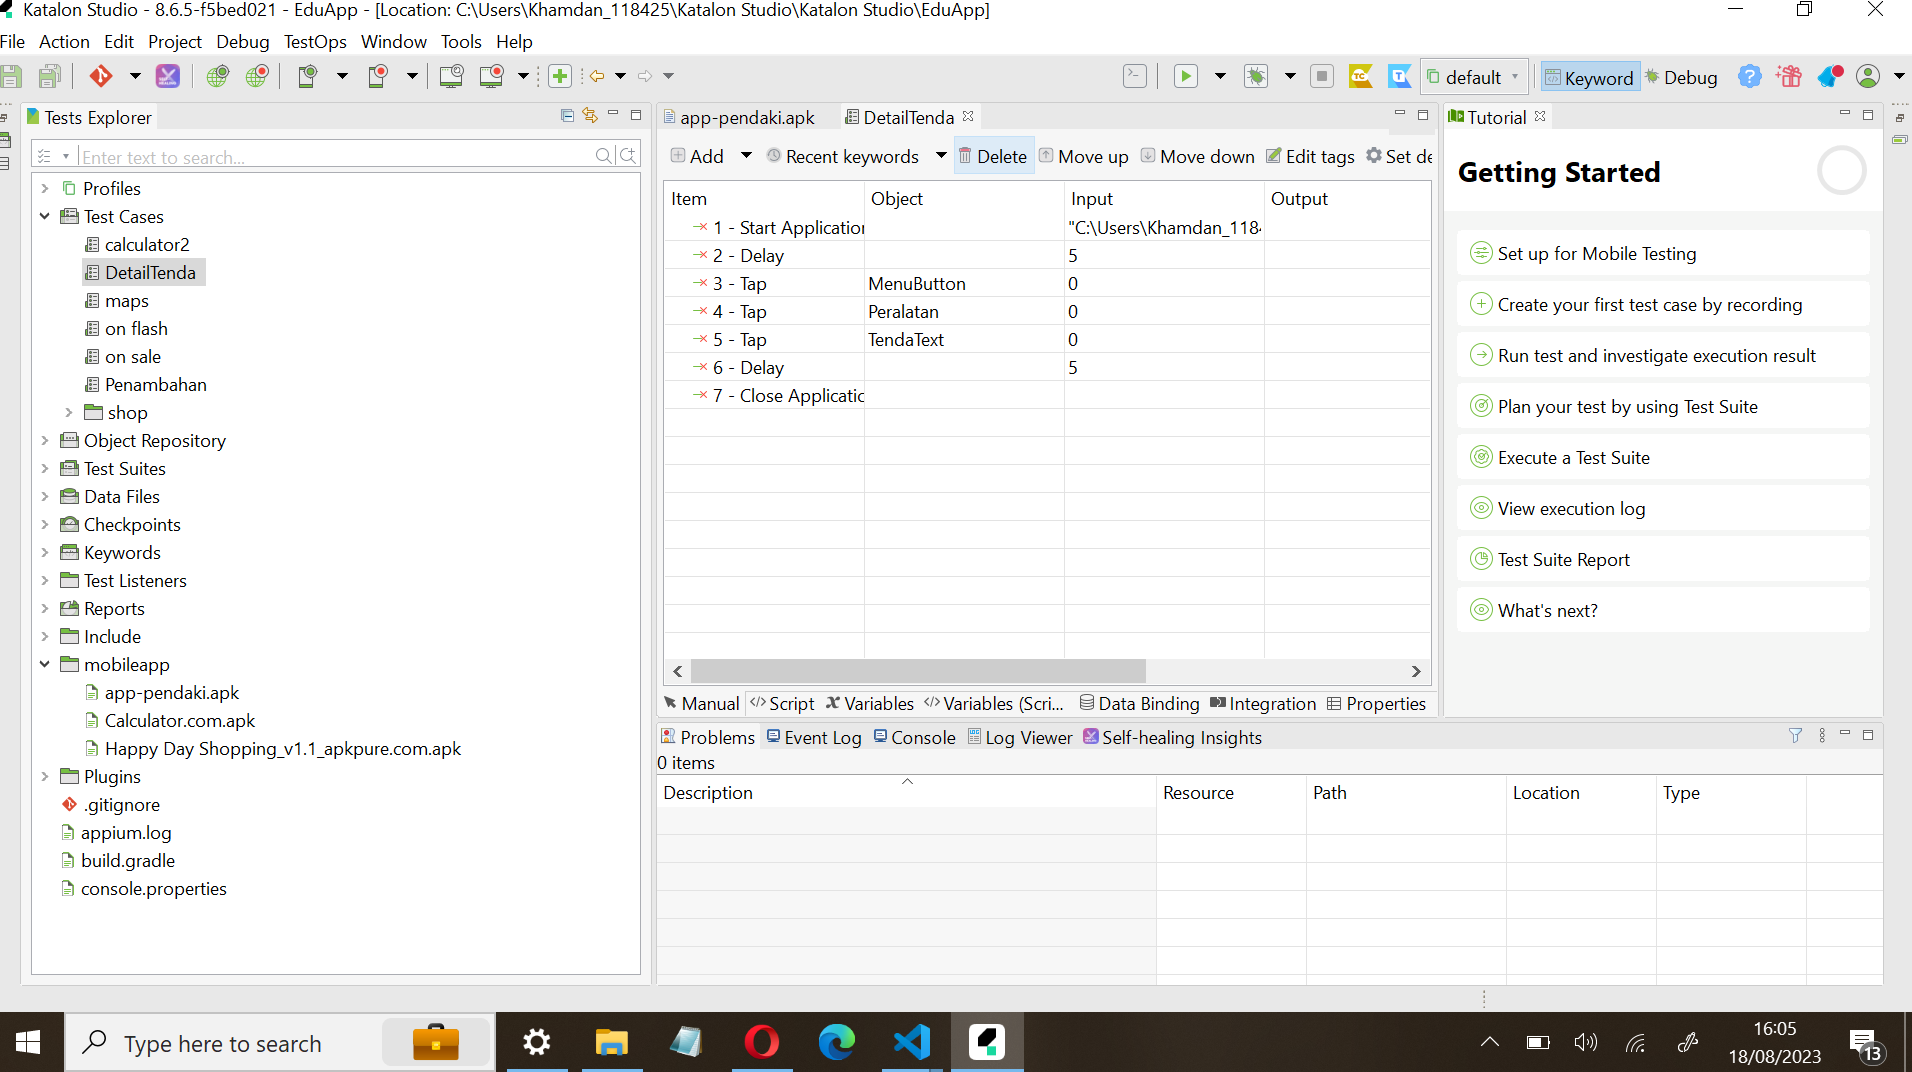 Katalon Studio - 8.6.5-f5bed021 - EduApp - [Location: C:\Users\Khamdan_118425\Katalon Studio\Katalon Studio\EduApp]
File Action Edit Project Debug TestOps Window Tools Help
default
Keyword
Debug
Tests Explorer
Enter text to search...
Profiles
Test Cases
calculator2
DetailTenda
maps
on flash
on sale
Penambahan
shop
Object Repository
Test Suites
Data Files
Checkpoints
Keywords
Test Listeners
Reports
Include
mobileapp
app-pendaki.apk
Calculator.com.apk
Happy Day Shopping_v1.1_apkpure.com.apk
Plugins
.gitignore
appium.log
build.gradle
console.properties
app-pendaki.apk DetailTenda
Add Recent keywords Delete Move up Move down Edit tags Set de
Item Object Input Output
1 - Start Application "C:\Users\Khamdan_118
2 - Delay 5
3 - Tap MenuButton 0
4 - Tap Peralatan 0
5 - Tap TendaText 0
6 - Delay 5
7 - Close Applicatio
Manual Script Variables Variables (Scri... Data Binding Integration Properties
Tutorial
Getting Started
Set up for Mobile Testing
Create your first test case by recording
Run test and investigate execution result
Plan your test by using Test Suite
Execute a Test Suite
View execution log
Test Suite Report
What's next?
Problems Event Log Console Log Viewer Self-healing Insights
0 items
Description Resource Path Location Type
Type here to search
16:05
18/08/2023
13